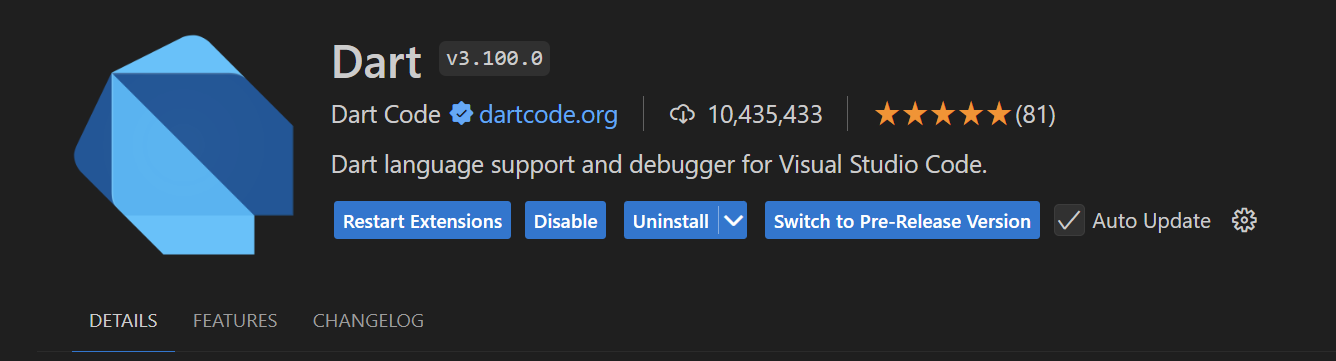 Dart v3.100.0
Dart Code dartcode.org 10,435,433 (81)
Dart language support and debugger for Visual Studio Code.
Restart Extensions Disable Uninstall Switch to Pre-Release Version Auto Update
DETAILS FEATURES CHANGELOG